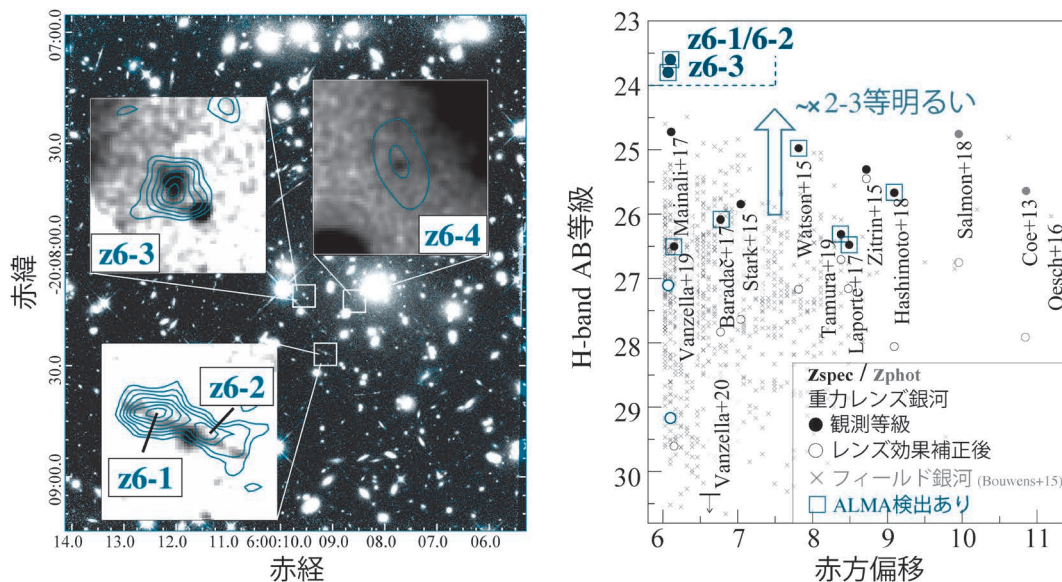 07:00.0
30.0
-20:08:00.0
30.0
09:00.0
赤緯
z6-3
z6-4
z6-2
z6-1
14.0 13.0 12.0 11.0 6:00:10.0 09.0 08.0 07.0 06.0
赤経
H-band AB等級
23
24
25
26
27
28
29
30
z6-1/6-2
z6-3
~×2-3等明るい
Mainali+17
Vanzella+19
Baradač+17
Stark+15
Vanzella+20
Watson+15
Tamura+19
Laporte+17
Zitrin+15
Hashimoto+18
Salmon+18
Coe+13
Oesch+16
zspec / zphot
重力レンズ銀河
観測等級
レンズ効果補正後
フィールド銀河 (Bouwens+15)
ALMA検出あり
6 7 8 9 10 11
赤方偏移